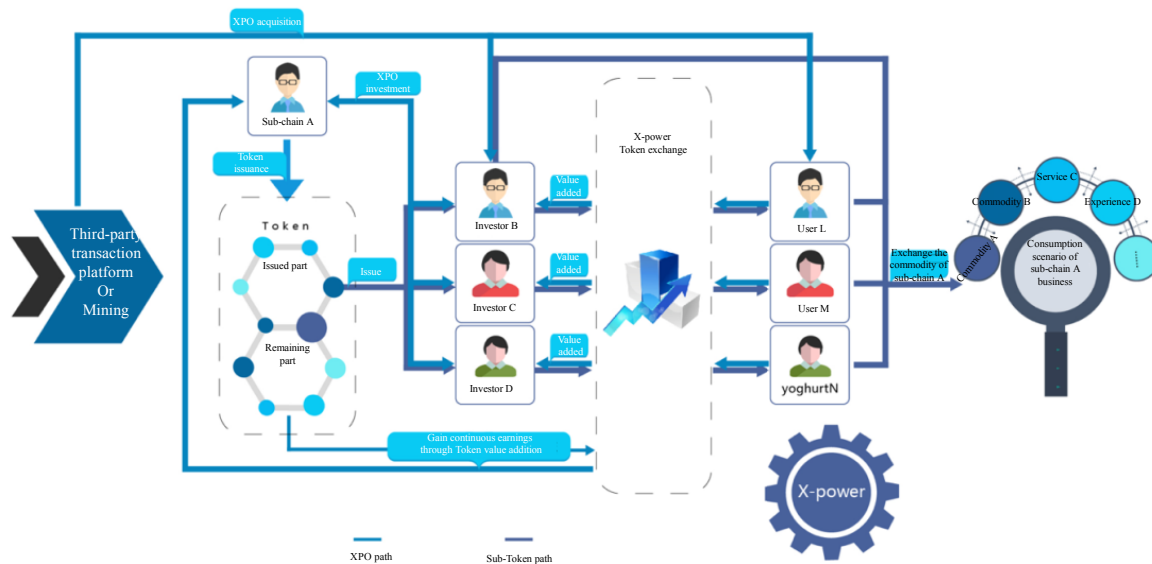 XPO acquisition
XPO
investment
Sub-chain A
Token
issuance
Third-party
transaction
platform
Or
Mining
Token
Issued part
Remaining
part
Issue
Investor B
Investor C
Investor D
Value
added
Value
added
Value
added
X-power
Token exchange
User L
User M
yoghurtN
Exchange the
commodity of
sub-chain A
Commodity A
Commodity B
Service C
Experience D
......
Consumption
scenario of
sub-chain A
business
Gain continuous earnings
through Token value addition
X-power
XPO path
Sub-Token path